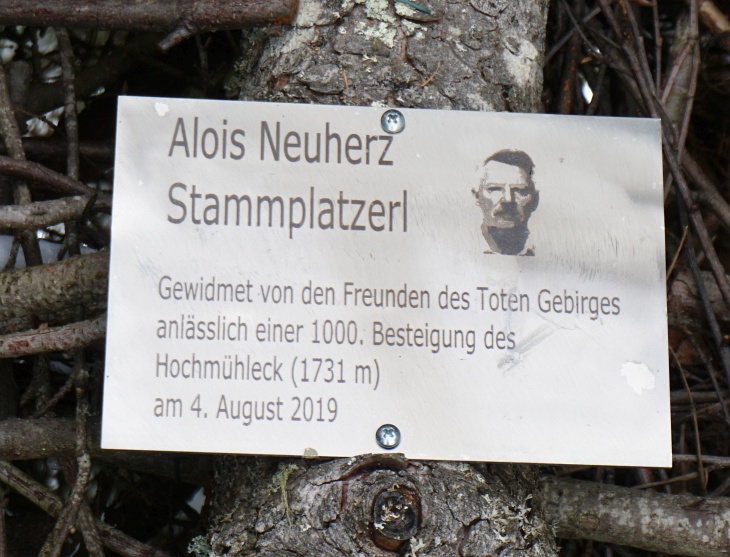 Alois Neuherz
Stammplatzerl
Gewidmet von den Freunden des Toten Gebirges
anlässlich einer 1000. Besteigung des
Hochmühleck (1731 m)
am 4. August 2019